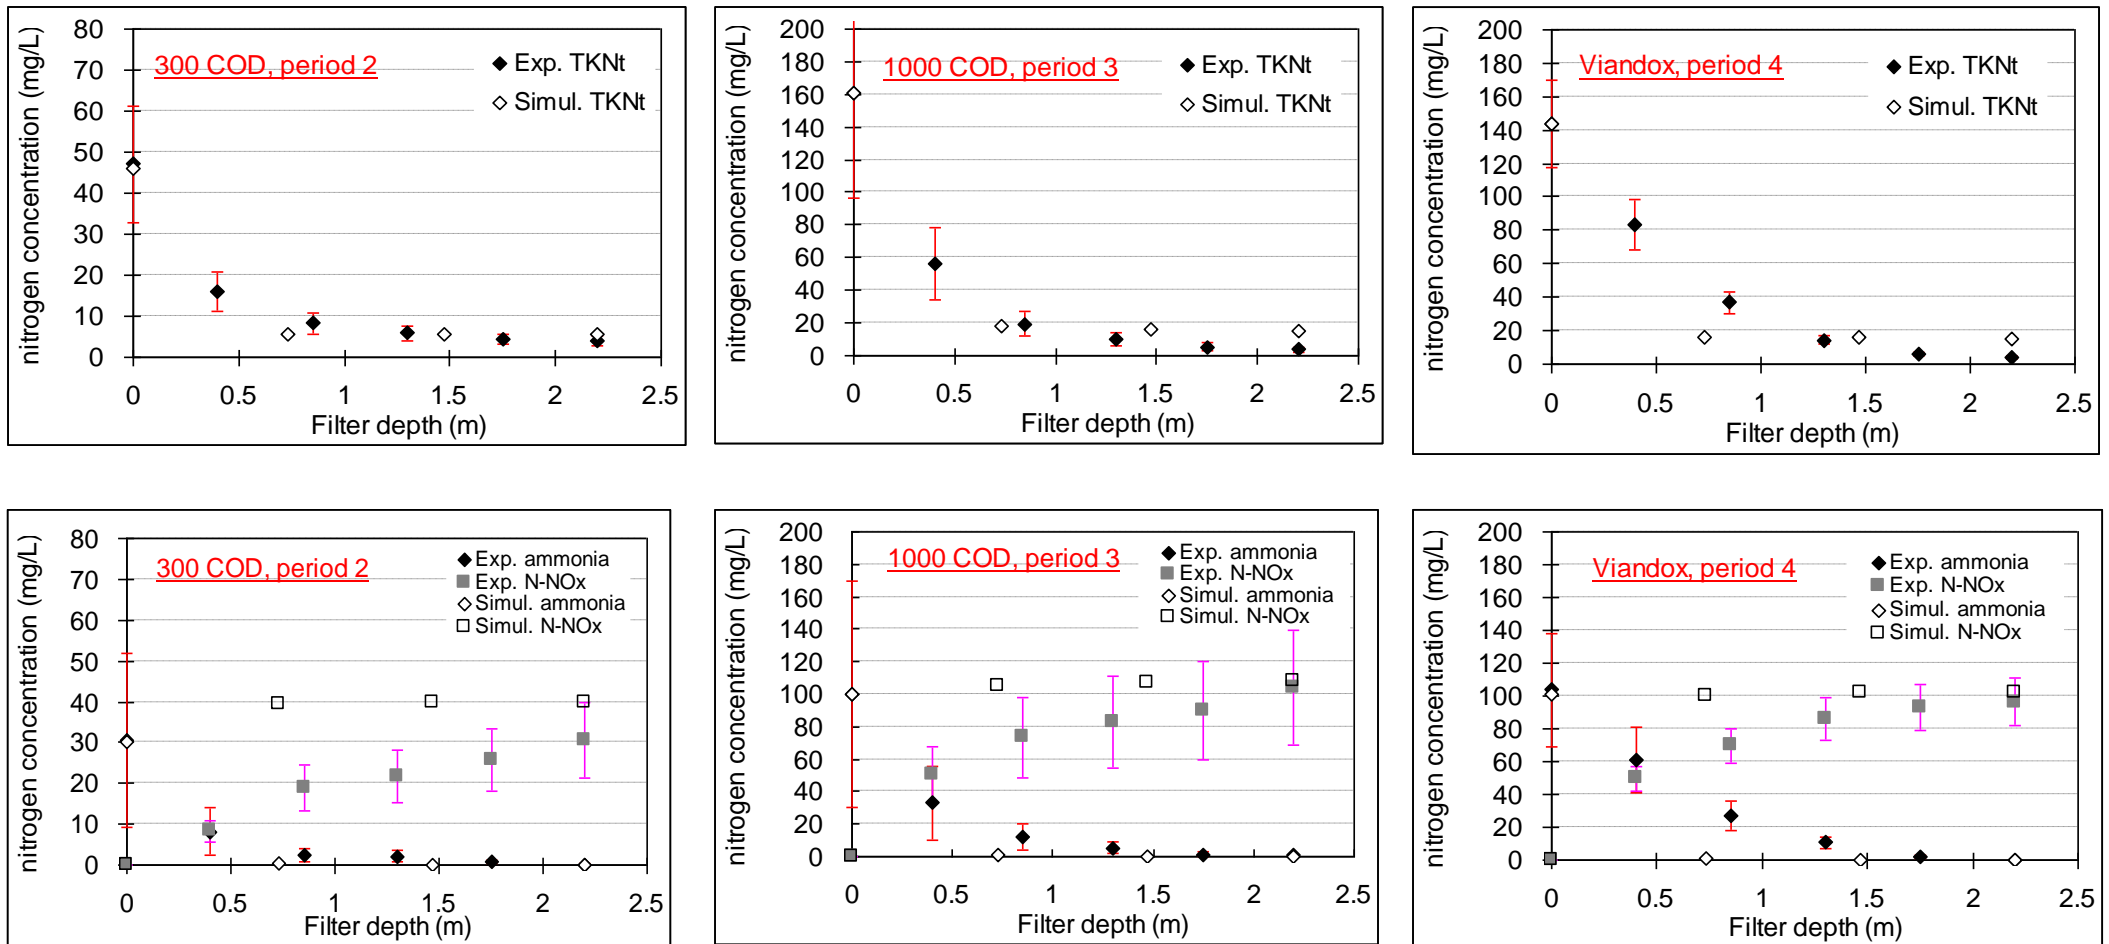 nitrogen concentration (mg/L)
80
70
60
50
40
30
20
10
0
300 COD, period 2
Exp. TKNt
Simul. TKNt
0 0.5 1 1.5 2 2.5
Filter depth (m)
nitrogen concentration (mg/L)
200
180
160
140
120
100
80
60
40
20
0
1000 COD, period 3
Exp. TKNt
Simul. TKNt
0 0.5 1 1.5 2 2.5
Filter depth (m)
nitrogen concentration (mg/L)
200
180
160
140
120
100
80
60
40
20
0
Viandox, period 4
Exp. TKNt
Simul. TKNt
0 0.5 1 1.5 2 2.5
Filter depth (m)
nitrogen concentration (mg/L)
80
70
60
50
40
30
20
10
0
300 COD, period 2
Exp. ammonia
Exp. N-NOx
Simul. ammonia
Simul. N-NOx
0 0.5 1 1.5 2 2.5
Filter depth (m)
nitrogen concentration (mg/L)
200
180
160
140
120
100
80
60
40
20
0
1000 COD, period 3
Exp. ammonia
Exp. N-NOx
Simul. ammonia
Simul. N-NOx
0 0.5 1 1.5 2 2.5
Filter depth (m)
nitrogen concentration (mg/L)
200
180
160
140
120
100
80
60
40
20
0
Viandox, period 4
Exp. ammonia
Exp. N-NOx
Simul. ammonia
Simul. N-NOx
0 0.5 1 1.5 2 2.5
Filter depth (m)